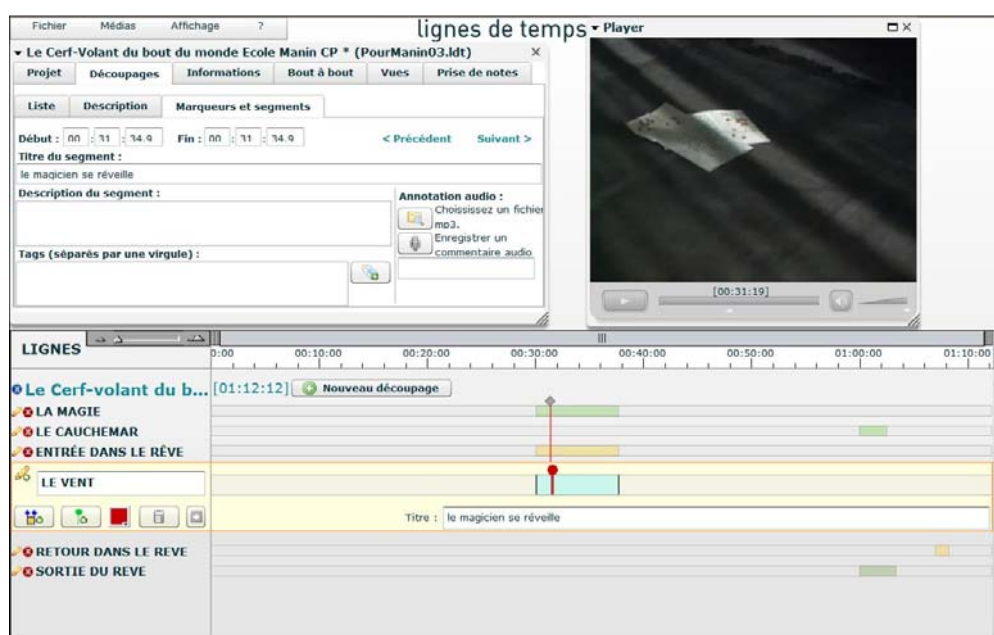 Fichier Médias Affichage ?
lignes de temps
Player
Le Cerf-Volant du bout du monde Ecole Manin CP * (PourManin03.ldt)
Projet Découpages Informations Bout à bout Vues Prise de notes
Liste Description Marqueurs et segments
Début : 00 : 31 : 34.9 Fin : 00 : 31 : 34.9 < Précédent Suivant >
Titre du segment :
le magicien se réveille
Description du segment :
Annotation audio :
Choississez un fichier
mp3.
Enregistrer un
commentaire audio
Tags (séparés par une virgule) :
[00:31:19]
LIGNES
0:00 00:10:00 00:20:00 00:30:00 00:40:00 00:50:00 01:00:00 01:10:00
Le Cerf-volant du b... [01:12:12] Nouveau découpage
LA MAGIE
LE CAUCHEMAR
ENTRÉE DANS LE RÊVE
LE VENT
Titre : le magicien se réveille
RETOUR DANS LE REVE
SORTIE DU REVE